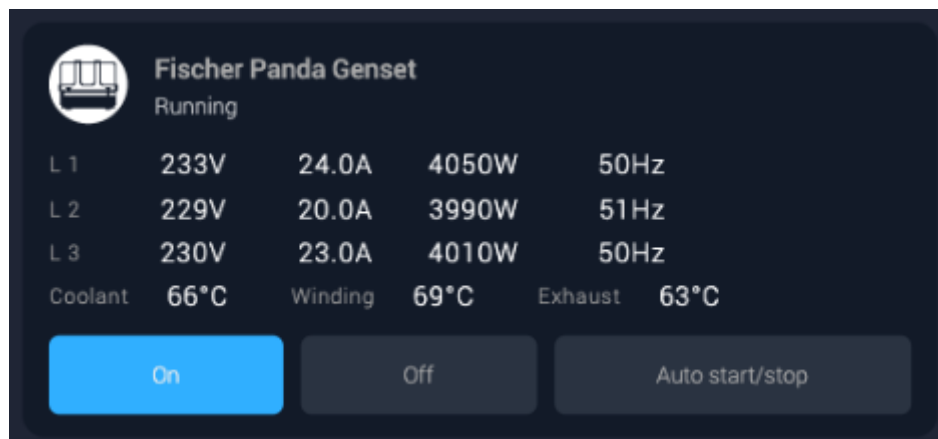 Fischer Panda Genset
Running
L 1 233V 24.0A 4050W 50Hz
L 2 229V 20.0A 3990W 51Hz
L 3 230V 23.0A 4010W 50Hz
Coolant 66°C Winding 69°C Exhaust 63°C
On Off Auto start/stop